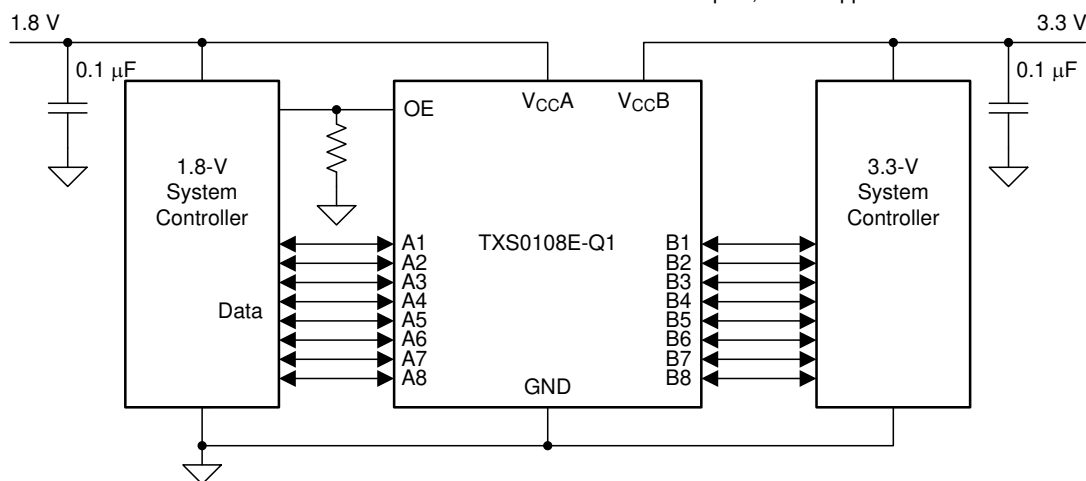 1.8 V
3.3 V
0.1 μF
0.1 μF
OE
VCCA
VCCB
1.8-V
System
Controller
3.3-V
System
Controller
TXS0108E-Q1
Data
A1
A2
A3
A4
A5
A6
A7
A8
B1
B2
B3
B4
B5
B6
B7
B8
GND